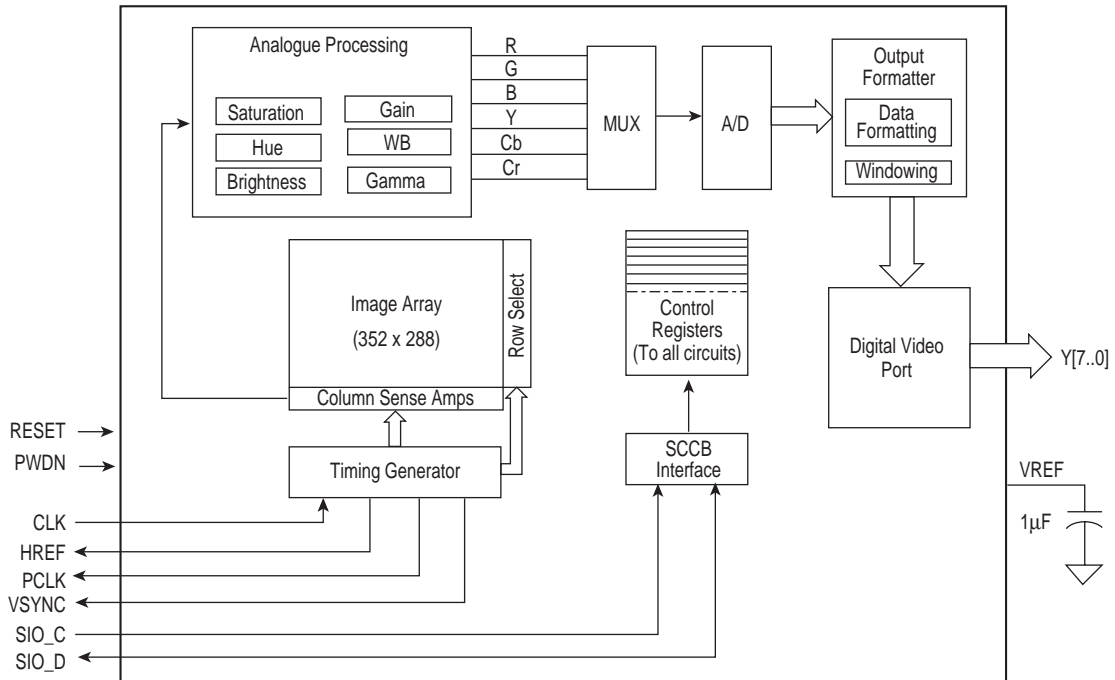 Analogue Processing
Saturation
Hue
Brightness
Gain
WB
Gamma
R
G
B
Y
Cb
Cr
MUX
A/D
Output
Formatter
Data
Formatting
Windowing
Image Array
(352 x 288)
Row Select
Column Sense Amps
Control
Registers
(To all circuits)
Digital Video
Port
Y[7..0]
RESET
PWDN
Timing Generator
SCCB
Interface
VREF
1μF
CLK
HREF
PCLK
VSYNC
SIO_C
SIO_D